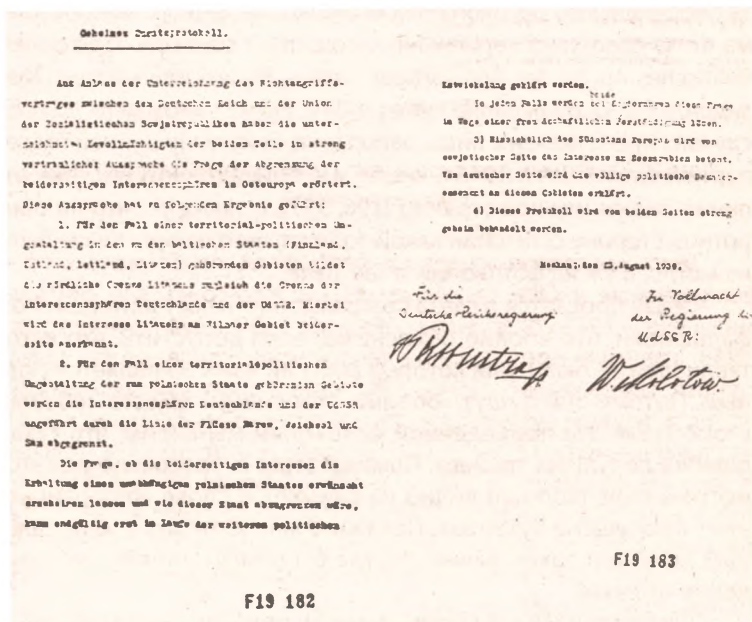 Geheimes Zusatzprotokoll.
Aus Anlass der Unterzeichnung des Nichtangriffs-
vertrages zwischen dem Deutschen Reich und der Union
der Sozialistischen Sowjetrepubliken haben die unter-
zeichneten Bevollmächtigten der beiden Teile in streng
vertraulicher Aussprache die Frage der Abgrenzung der
beiderseitigen Interessensphären in Osteuropa erörtert.
Diese Aussprache hat zu folgendem Ergebnis geführt:
1. Für den Fall einer territorial-politischen Um-
gestaltung in den zu den baltischen Staaten (Finnland,
Estland, Lettland, Litauen) gehörenden Gebieten bildet
die nördliche Grenze Litauens zugleich die Grenze der
Interessensphären Deutschlands und der UdSSR. Hierbei
wird das Interesse Litauens am Wilnaer Gebiet beider-
seits anerkannt.
2. Für den Fall einer territorialpolitischen
Umgestaltung der zum polnischen Staate gehörenden Gebiete
werden die Interessensphären Deutschlands und der UdSSR
ungefähr durch die Linie der Flüsse Narew, Weichsel und
San abgegrenzt.
Die Frage, ob die beiderseitigen Interessen die
Erhaltung eines unabhängigen polnischen Staates erwünscht
erscheinen lassen und wie dieser Staat abzugrenzen wäre,
kann endgültig erst im Laufe der weiteren politischen
F19 182
Entwickelung geklärt werden.
In jedem Falle werden beide Regierungen diese Frage
im Wege einer freundschaftlichen Verständigung lösen.
3) Hinsichtlich des Südostens Europas wird von
sowjetischer Seite das Interesse an Bessarabien betont.
Von deutscher Seite wird das völlige politische Desinter-
essement an diesen Gebieten erklärt.
4) Dieses Protokoll wird von beiden Seiten streng
geheim behandelt werden.
Moskau, den 23. August 1939.
Für die
Deutsche Reichsregierung:
In Vollmacht
der Regierung der
UdSSR:
W. Molotow
F19 183